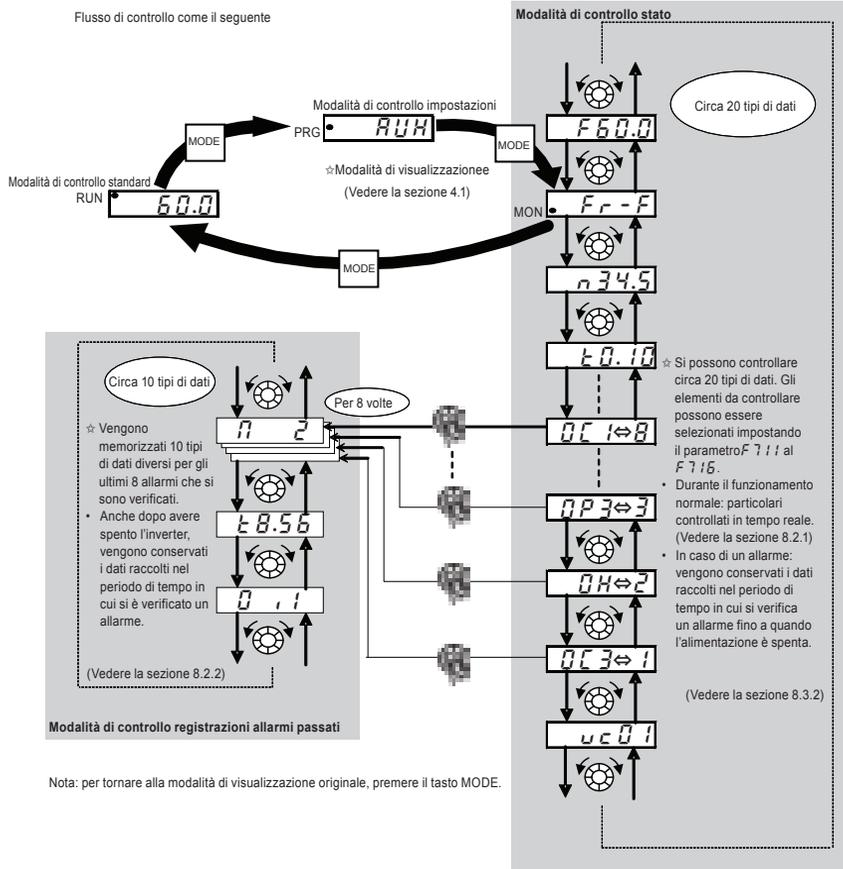 Flusso di controllo come il seguente
Modalità di controllo stato
Circa 20 tipi di dati
Modalità di controllo impostazioni
PRG
AUH
MODE
MODE
F60.0
☆Modalità di visualizzazionee
(Vedere la sezione 4.1)
Modalità di controllo standard
RUN
60.0
MON
Fr-F
MODE
n34.5
t0.10
☆ Si possono controllare
circa 20 tipi di dati. Gli
elementi da controllare
possono essere
selezionati impostando
il parametroF711 al
F716.
• Durante il funzionamento
normale: particolari
controllati in tempo reale.
(Vedere la sezione 8.2.1)
• In caso di un allarme:
vengono conservati i dati
raccolti nel periodo di
tempo in cui si verifica
un allarme fino a quando
l'alimentazione è spenta.
(Vedere la sezione 8.3.2)
OC1⇔8
OP3⇔3
OH⇔2
OC3⇔1
uc01
Circa 10 tipi di dati
Per 8 volte
☆ Vengono
memorizzati 10 tipi
di dati diversi per gli
ultimi 8 allarmi che si
sono verificati.
• Anche dopo avere
spento l'inverter,
vengono conservati
i dati raccolti nel
periodo di tempo in
cui si è verificato un
allarme.
(Vedere la sezione 8.2.2)
n 2
t8.56
0 i1
Modalità di controllo registrazioni allarmi passati
Nota: per tornare alla modalità di visualizzazione originale, premere il tasto MODE.